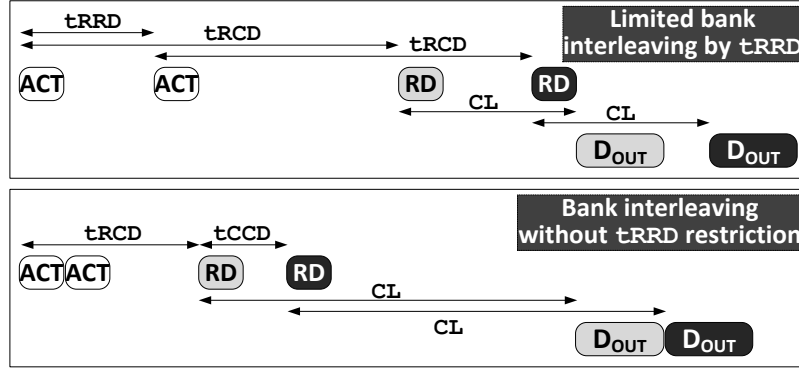 tRRD
tRCD
tRCD
Limited bank
interleaving by tRRD
ACT
ACT
RD
RD
CL
CL
DOUT
DOUT
tRCD
tCCD
Bank interleaving
without tRRD restriction
ACT
ACT
RD
RD
CL
CL
DOUT
DOUT